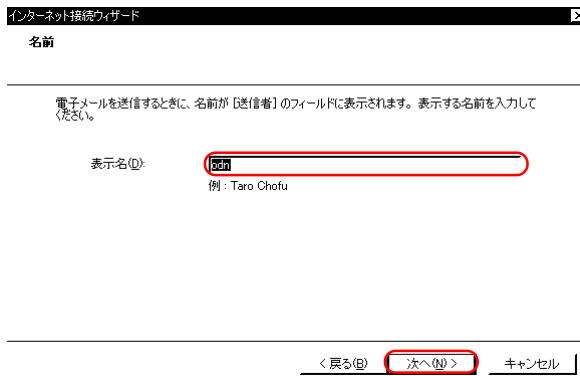 インターネット接続ウィザード
名前
電子メールを送信するときに、名前が [送信者] のフィールドに表示されます。表示する名前を入力して
ください。
表示名(D): odn
例 : Taro Chofu
< 戻る(B) 次へ(N) > キャンセル